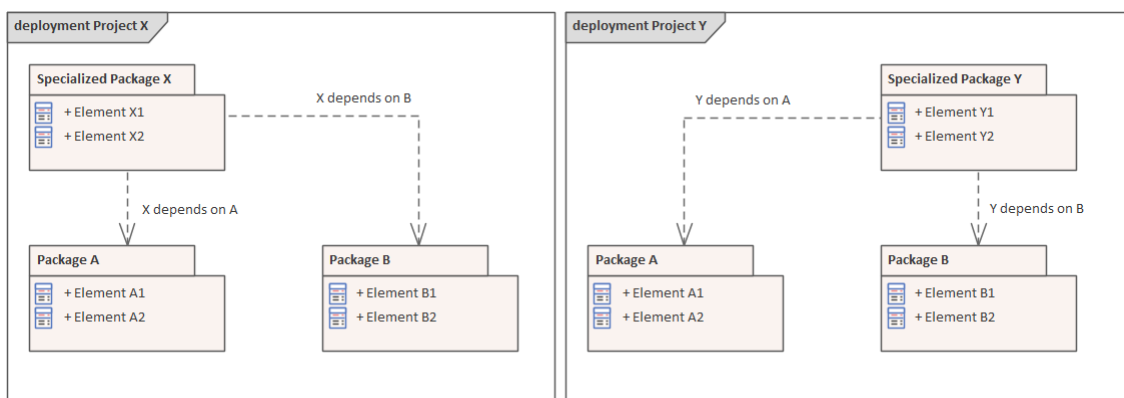 deployment Project X
Specialized Package X
+ Element X1
+ Element X2
X depends on B
X depends on A
Package A
+ Element A1
+ Element A2
Package B
+ Element B1
+ Element B2
deployment Project Y
Specialized Package Y
+ Element Y1
+ Element Y2
Y depends on A
Y depends on B
Package A
+ Element A1
+ Element A2
Package B
+ Element B1
+ Element B2